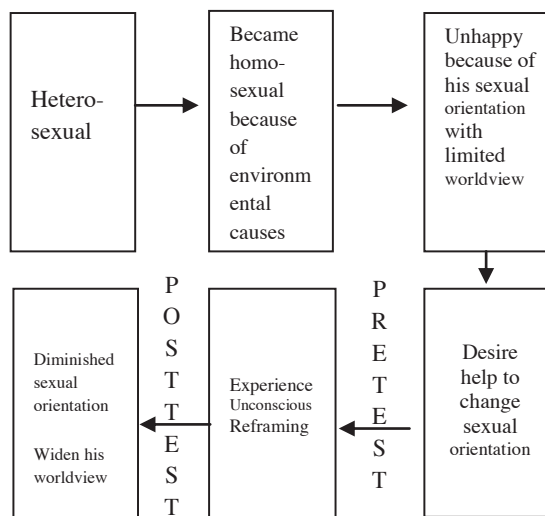 Hetero-
sexual
Became
homo-
sexual
because
of
environm
ental
causes
Unhappy
because of
his sexual
orientation
with
limited
worldview
Desire
help to
change
sexual
orientation
P
R
E
T
E
S
T
Experience
Unconscious
Reframing
P
O
S
T
T
E
S
T
Diminished
sexual
orientation
Widen his
worldview